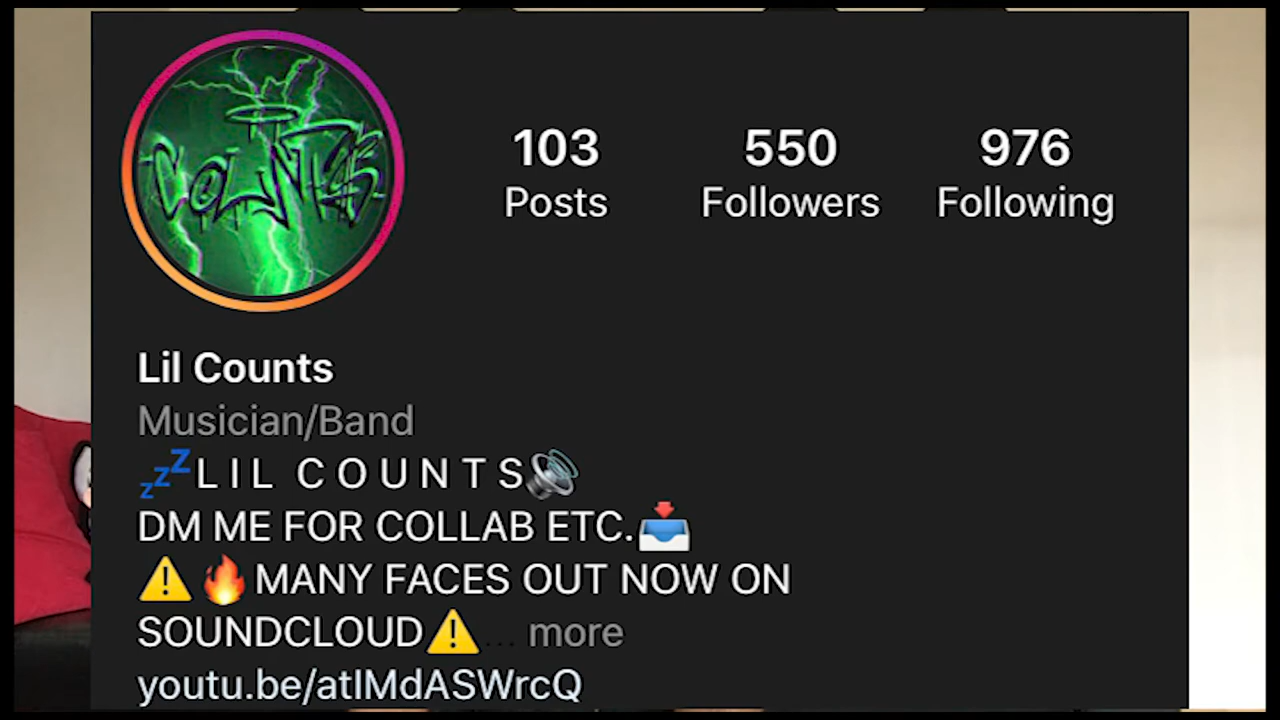 COUNTS
103 550 976
Posts Followers Following
Lil Counts
Musician/Band
💤L I L  C O U N T S🔊
DM ME FOR COLLAB ETC.📥
⚠️🔥MANY FACES OUT NOW ON
SOUNDCLOUD⚠️... more
youtu.be/atIMdASWrcQ